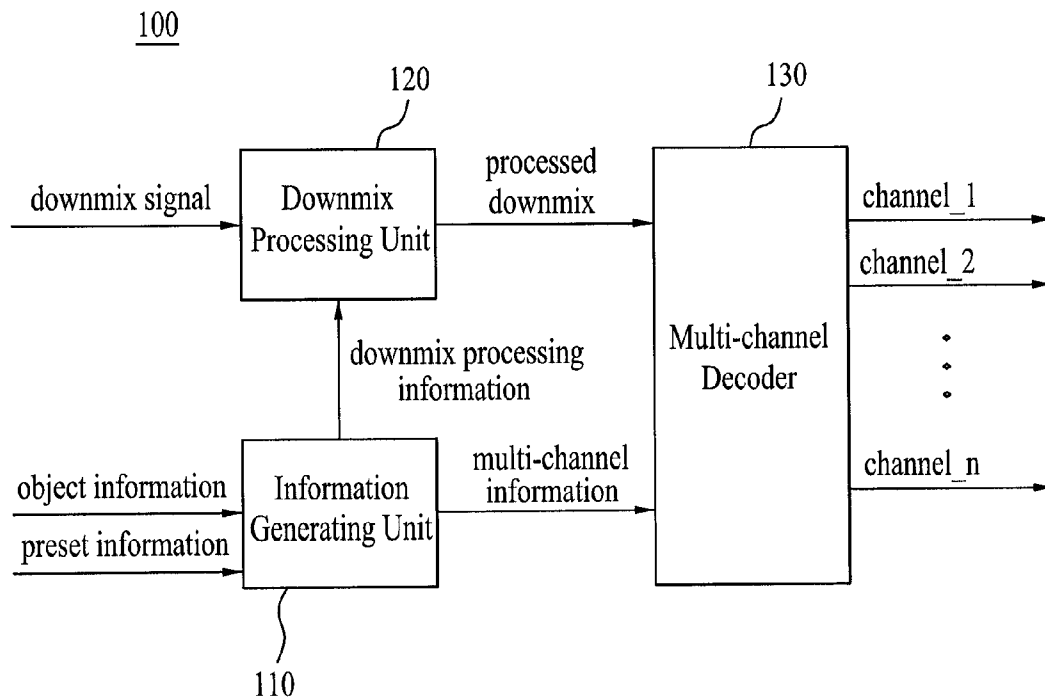 100
120
130
downmix signal
Downmix
Processing Unit
processed
downmix
channel_1
channel_2
Multi-channel
Decoder
downmix processing
information
object information
preset information
Information
Generating Unit
multi-channel
information
channel_n
110